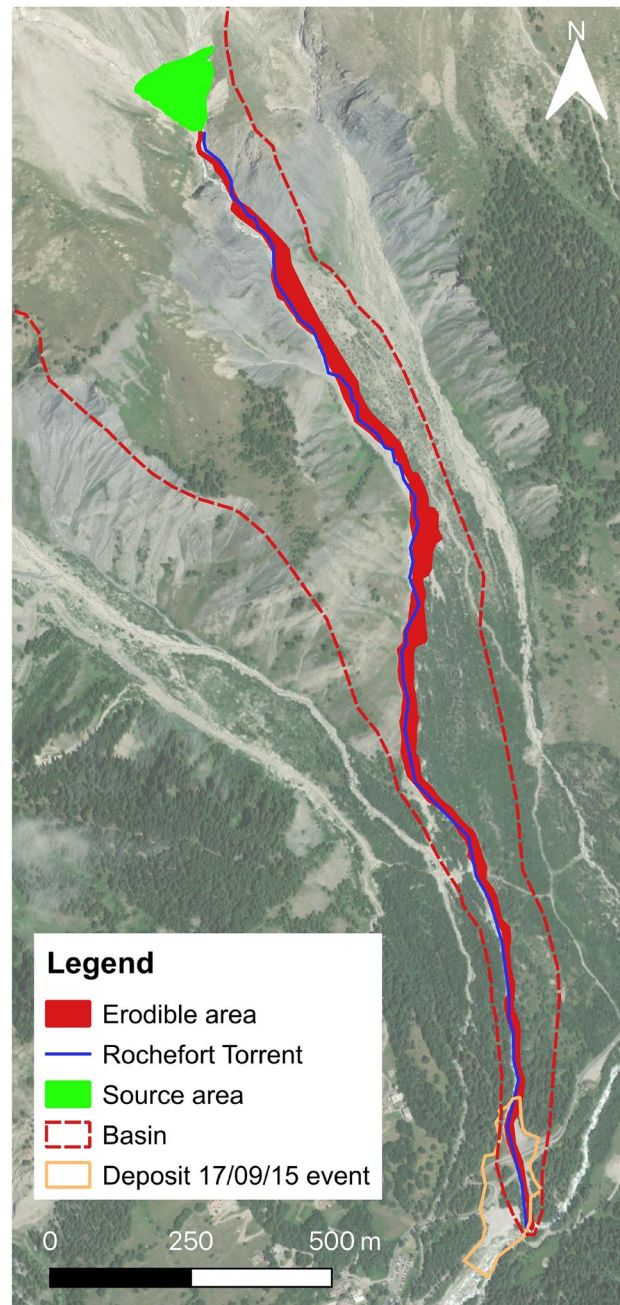 N
Legend
Erodible area
Rochefort Torrent
Source area
Basin
Deposit 17/09/15 event
0 250 500 m